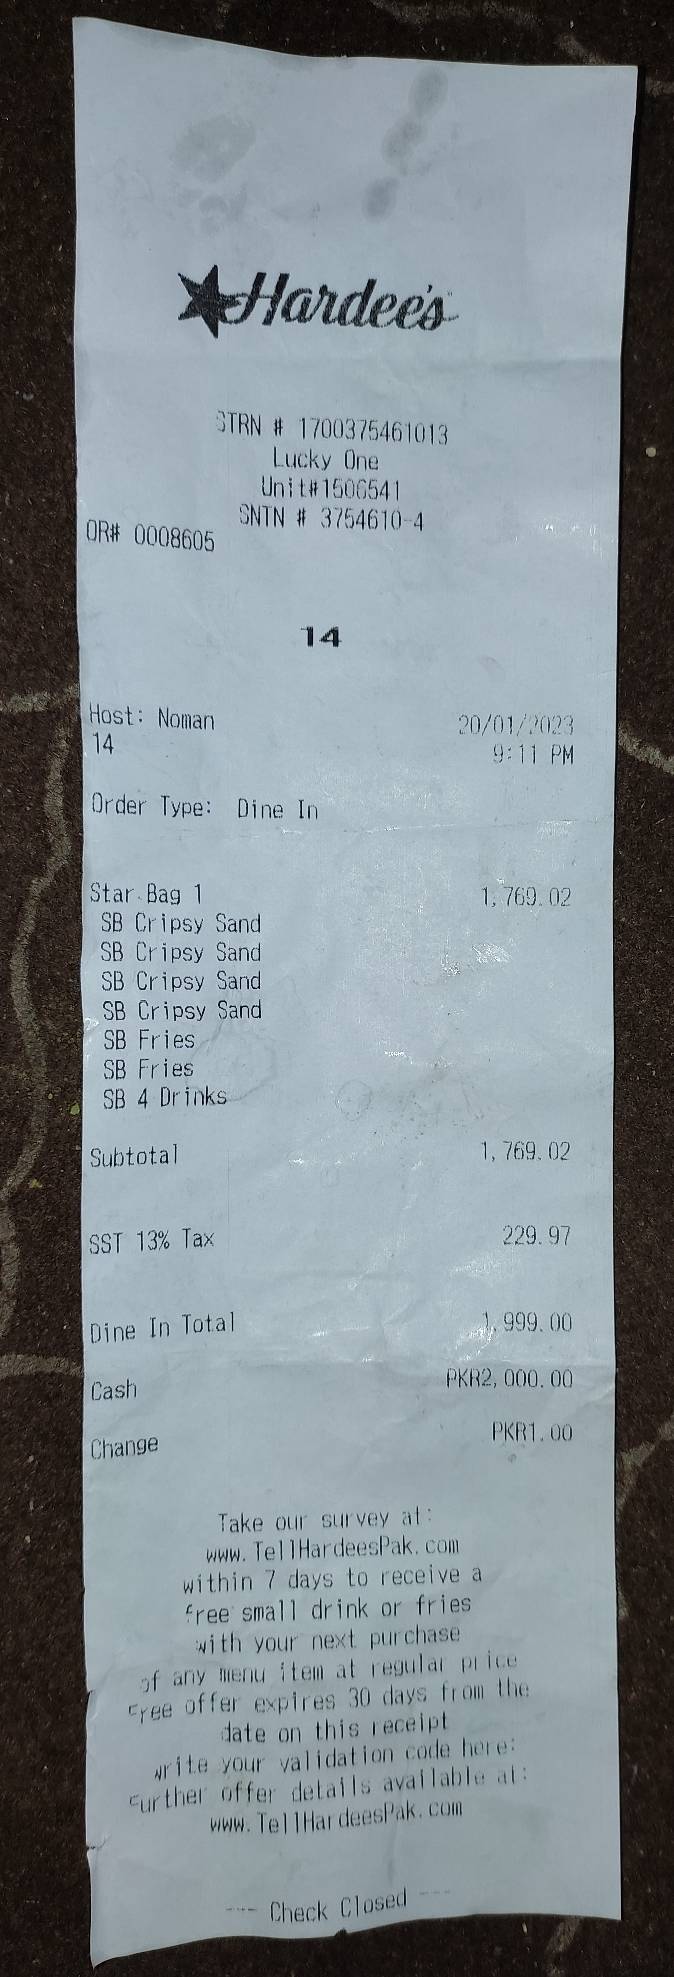 Hardee's
STRN # 1700375461013
Lucky One
Unit#1506541
SNTN # 3754610-4
OR# 0008605
14
Host: Noman 20/01/2023
14 9:11 PM
Order Type: Dine In
Star Bag 1 1,769.02
SB Cripsy Sand
SB Cripsy Sand
SB Cripsy Sand
SB Cripsy Sand
SB Fries
SB Fries
SB 4 Drinks
Subtotal 1,769.02
SST 13% Tax 229.97
Dine In Total 1,999.00
Cash PKR2,000.00
Change PKR1.00
Take our survey at:
www.TellHardeesPak.com
within 7 days to receive a
free small drink or fries
with your next purchase
of any menu item at regular price
Free offer expires 30 days from the
date on this receipt
write your validation code here:
Further offer details available at:
www.TellHardeesPak.com
--- Check Closed ---